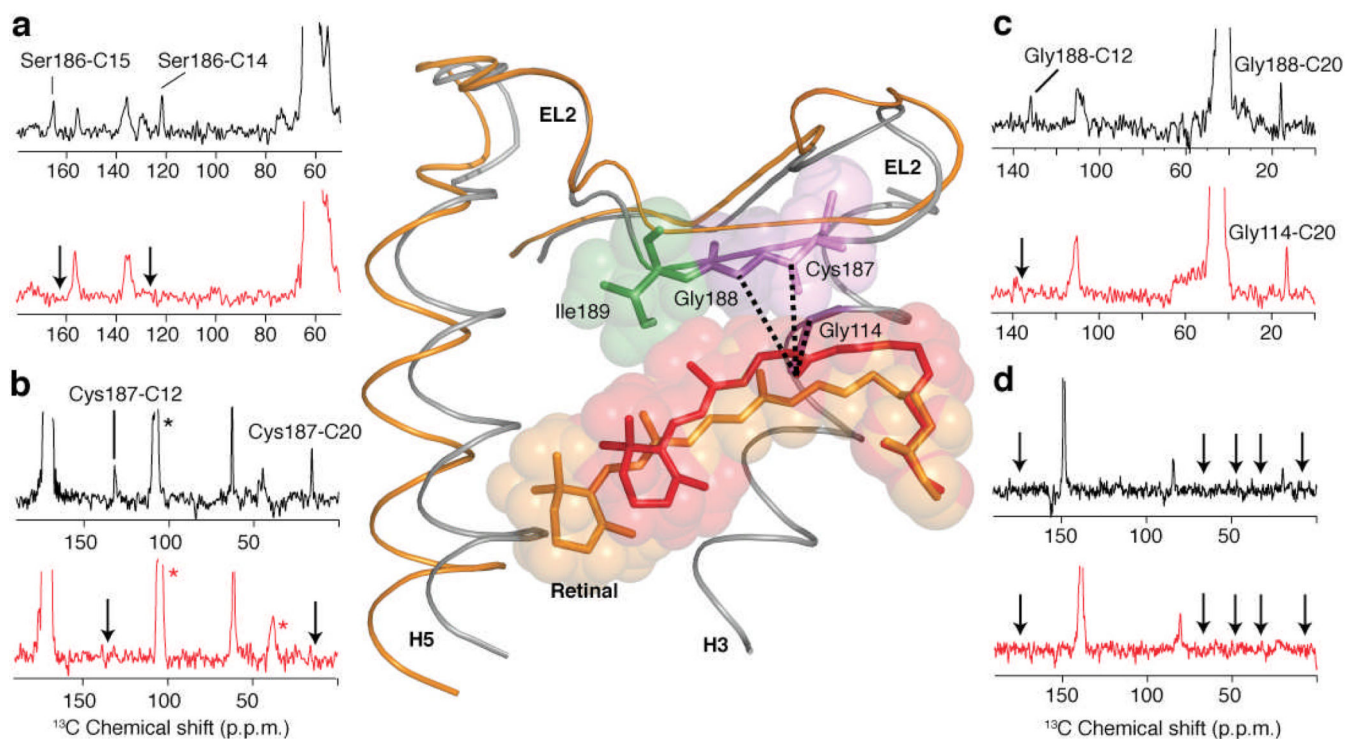 a
Ser186-C15
Ser186-C14
160 140 120 100 80 60
160 140 120 100 80 60
b
Cys187-C12
*
Cys187-C20
150 100 50
*
*
150 100 50
¹³C Chemical shift (p.p.m.)
EL2
EL2
Cys187
Gly188
Ile189
Gly114
Retinal
H5
H3
c
Gly188-C12
Gly188-C20
140 100 60 20
Gly114-C20
140 100 60 20
d
150 100 50
150 100 50
¹³C Chemical shift (p.p.m.)